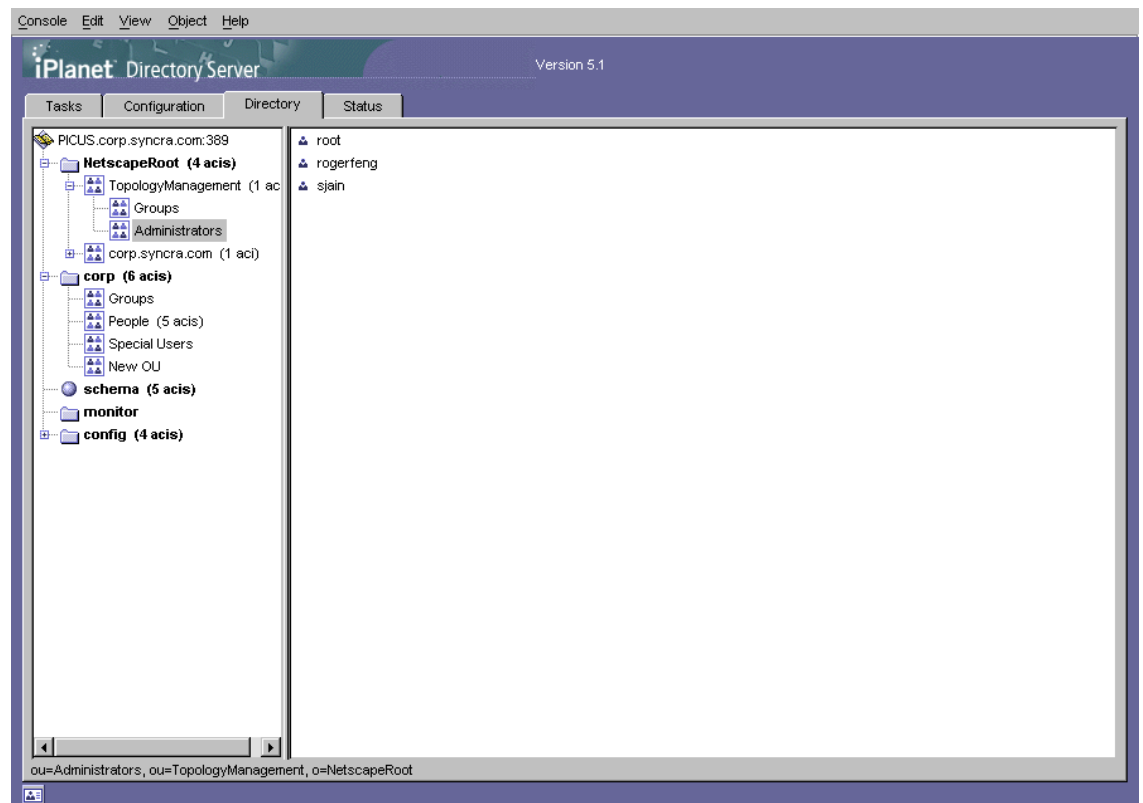 Console Edit View Object Help
iPlanet Directory Server
Version 5.1
Tasks Configuration Directory Status
PICUS.corp.syncra.com:389
NetscapeRoot (4 acis)
TopologyManagement (1 ac
Groups
Administrators
corp.syncra.com (1 aci)
corp (6 acis)
Groups
People (5 acis)
Special Users
New OU
schema (5 acis)
monitor
config (4 acis)
root
rogerfeng
sjain
ou=Administrators, ou=TopologyManagement, o=NetscapeRoot